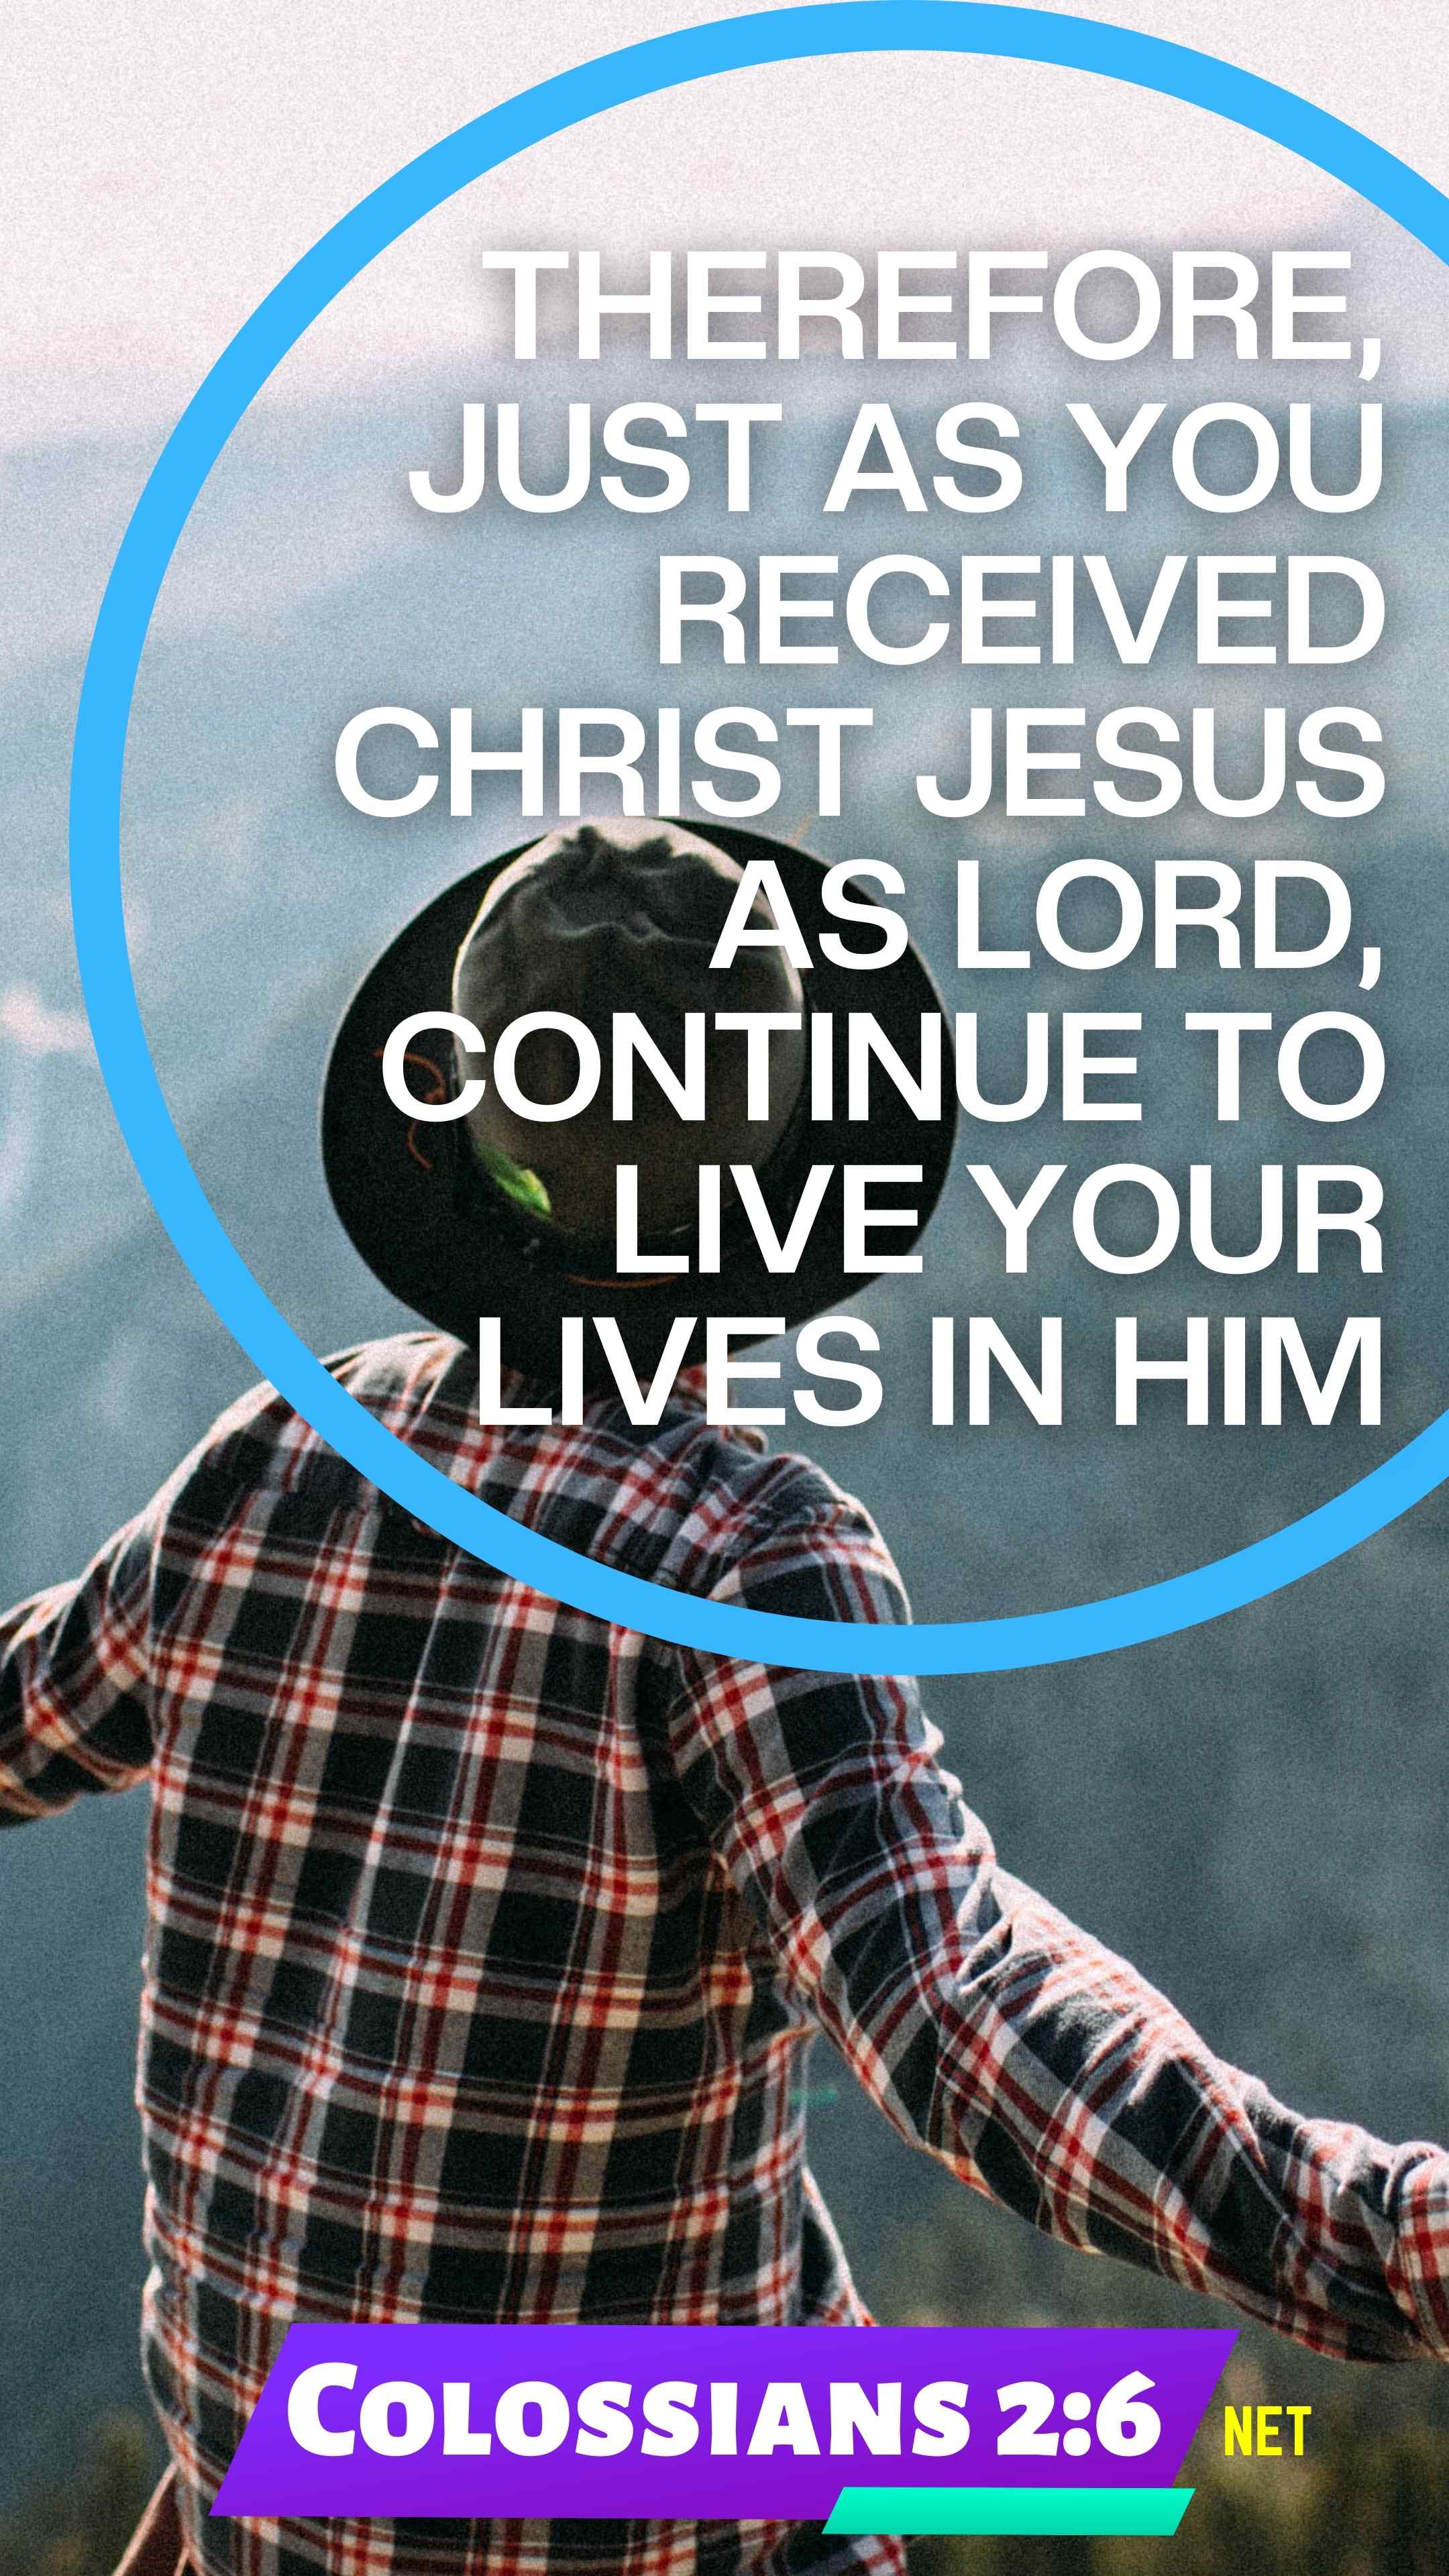 THEREFORE,
JUST AS YOU
RECEIVED
CHRIST JESUS
AS LORD,
CONTINUE TO
LIVE YOUR
LIVES IN HIM
COLOSSIANS 2:6
NET